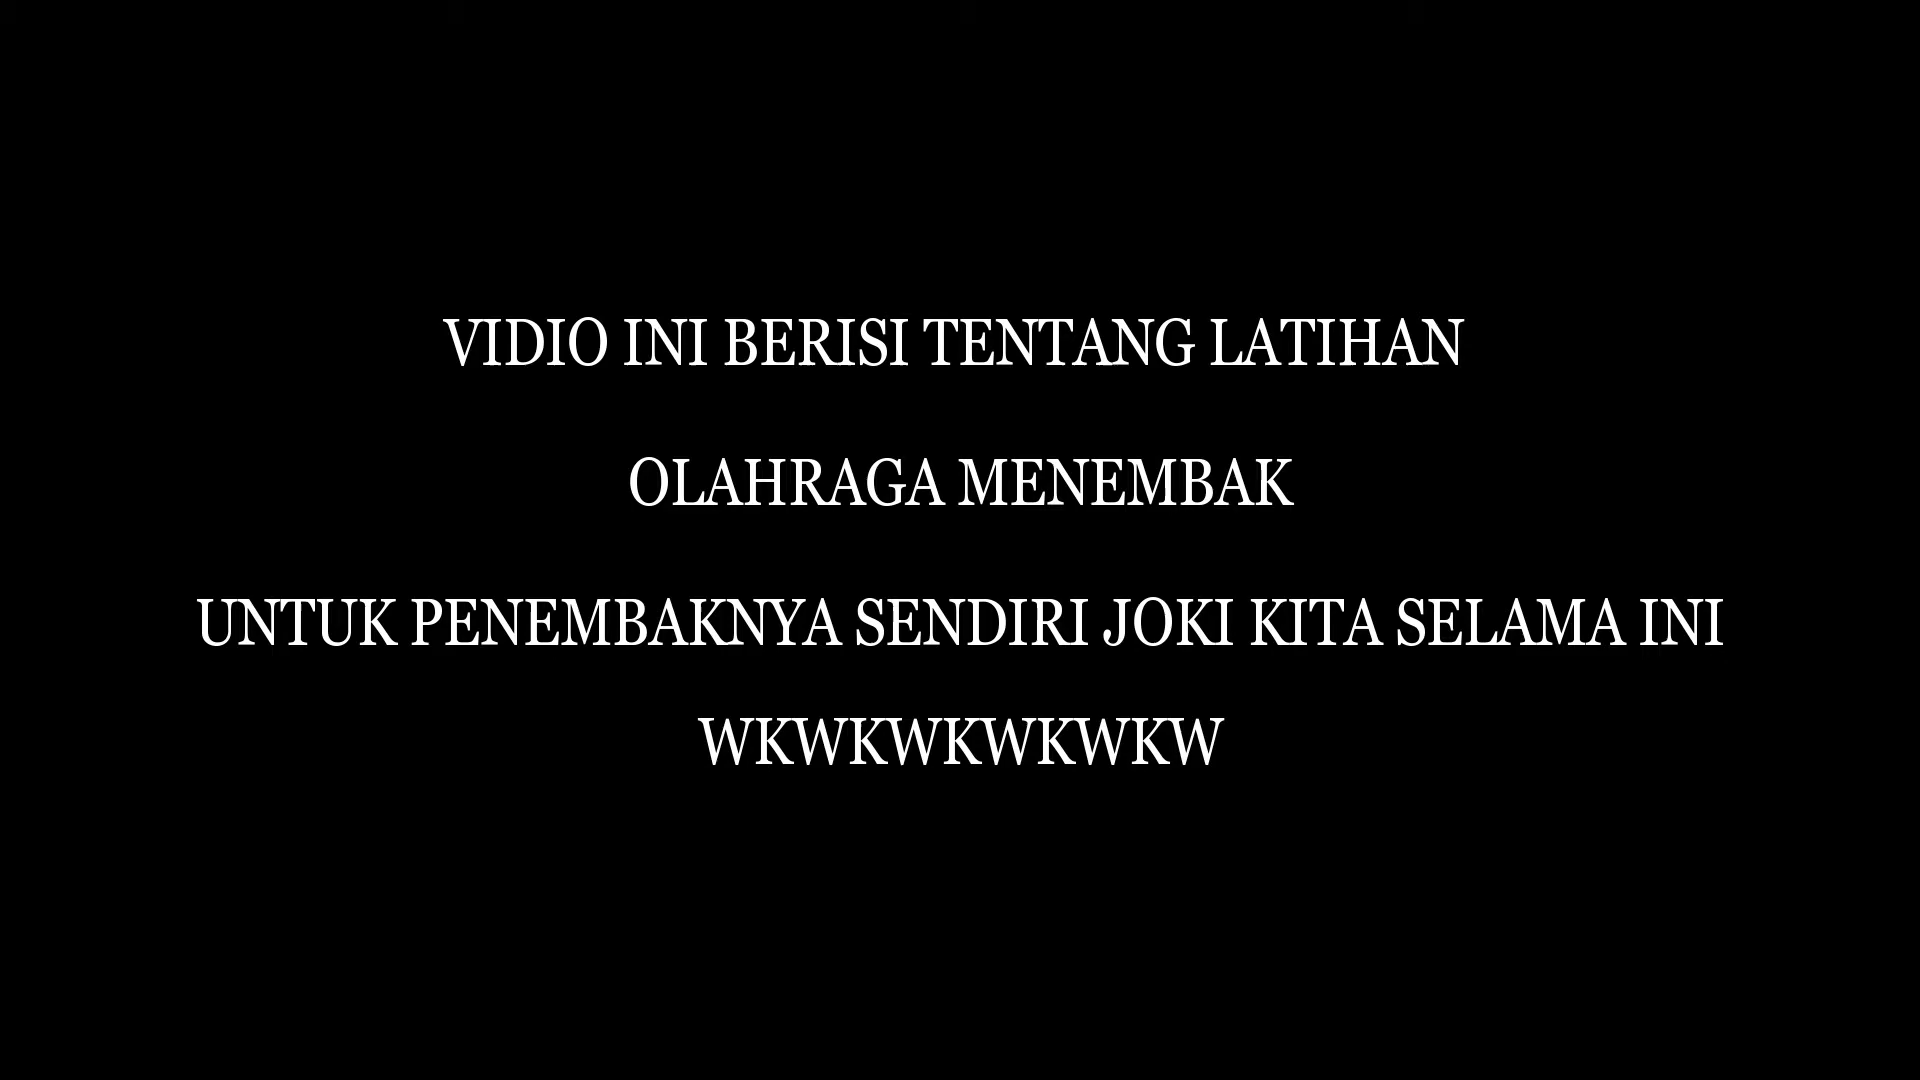 VIDIO INI BERISI TENTANG LATIHAN
OLAHRAGA MENEMBAK
UNTUK PENEMBAKNYA SENDIRI JOKI KITA SELAMA INI
WKWKWKWKWKW